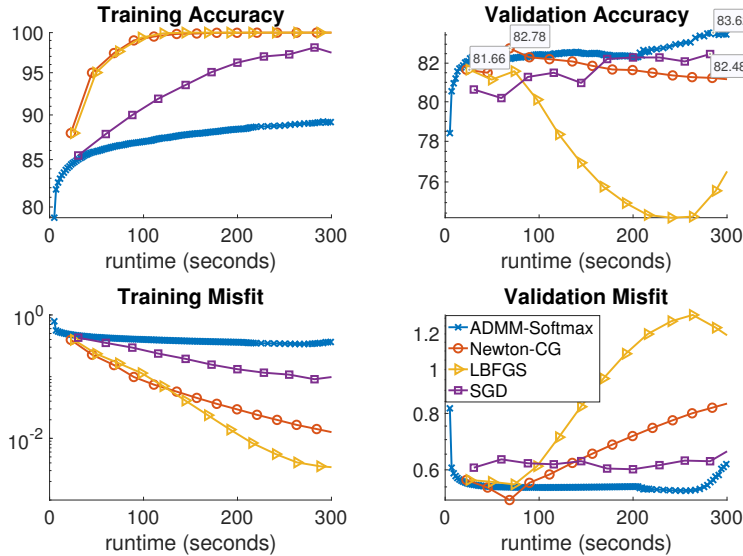 Training Accuracy
100
95
90
85
80
0
100
200
300
runtime (seconds)
Validation Accuracy
82
80
78
76
0
100
200
300
runtime (seconds)
81.66
82.78
83.6
82.48
Training Misfit
10^0
10^-2
0
100
200
300
runtime (seconds)
Validation Misfit
1.2
1
0.8
0.6
0
100
200
300
runtime (seconds)
ADMM-Softmax
Newton-CG
LBFGS
SGD